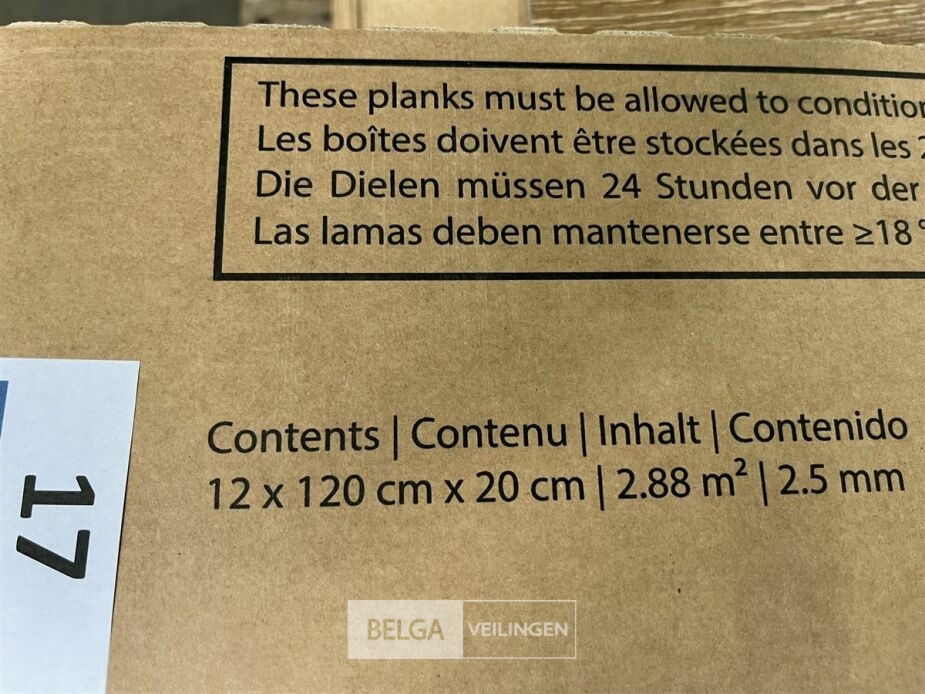 These planks must be allowed to condition
Les boîtes doivent être stockées dans les
Die Dielen müssen 24 Stunden vor der
Las lamas deben mantenerse entre ≥18
Contents | Contenu | Inhalt | Contenido
12 x 120 cm x 20 cm | 2.88 m² | 2.5 mm
17
BELGA VEILINGEN